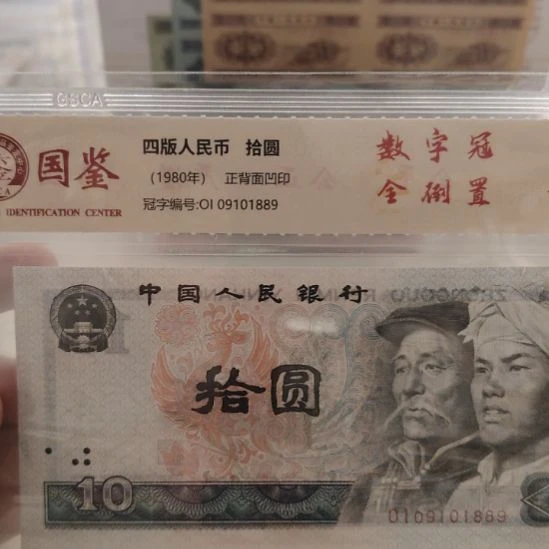 GSCA
国鉴
IDENTIFICATION CENTER
四版人民币 拾圆
（1980年） 正背面凹印
冠字编号:OI 09101889
数字冠
全倒置
中国人民银行
拾圆
10
OI09101889